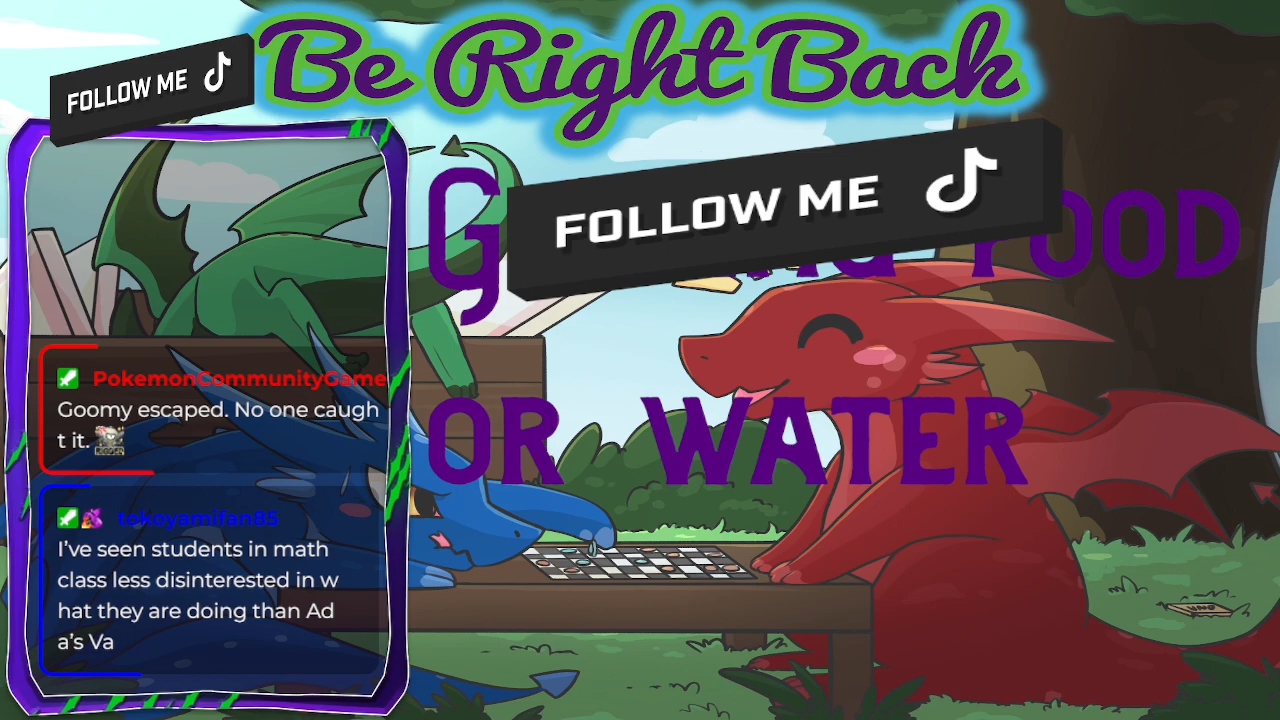 Be Right Back
FOLLOW ME
FOLLOW ME
FOOD
OR WATER
PokemonCommunityGame
Goomy escaped. No one caugh
t it.
tokoyamifan85
I've seen students in math
class less disinterested in w
hat they are doing than Ad
a's Va